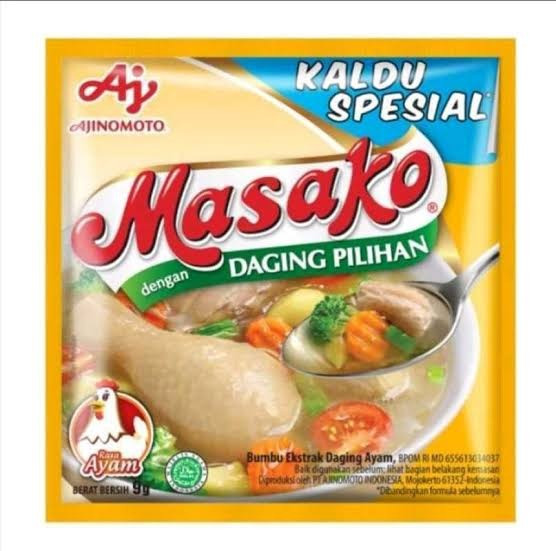 AJINOMOTO
KALDU
SPESIAL*
Masako®
dengan DAGING PILIHAN
Rasa
Ayam
BERAT BERSIH 9g
Bumbu Ekstrak Daging Ayam, BPOM RI MD 655613034037
Baik digunakan sebelum: lihat bagian belakang kemasan
Diproduksi oleh PT AJINOMOTO INDONESIA, Mojokerto 61352-Indonesia
*Dibandingkan formula sebelumnya